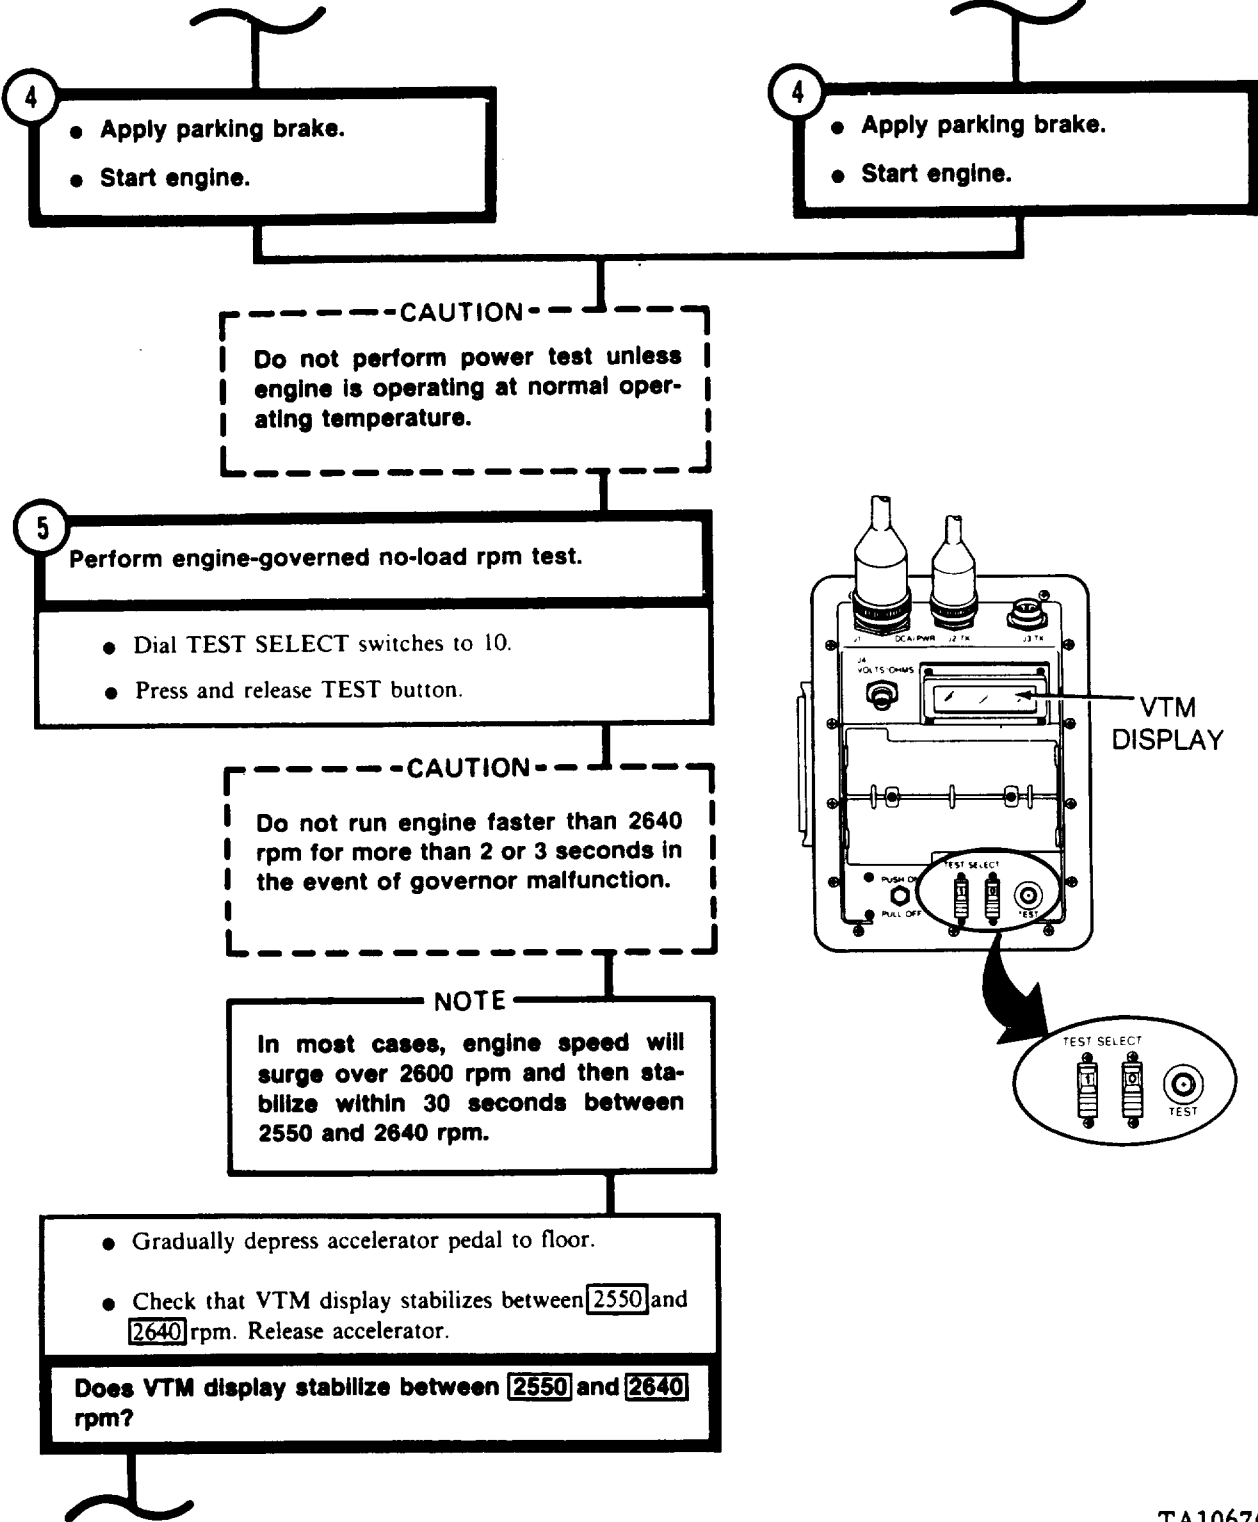 4
● Apply parking brake.
● Start engine.
4
● Apply parking brake.
● Start engine.
CAUTION
Do not perform power test unless
engine is operating at normal oper-
ating temperature.
5
Perform engine-governed no-load rpm test.
● Dial TEST SELECT switches to 10.
● Press and release TEST button.
CAUTION
Do not run engine faster than 2640
rpm for more than 2 or 3 seconds in
the event of governor malfunction.
NOTE
In most cases, engine speed will
surge over 2600 rpm and then sta-
bilize within 30 seconds between
2550 and 2640 rpm.
● Gradually depress accelerator pedal to floor.
● Check that VTM display stabilizes between 2550 and
2640 rpm. Release accelerator.
Does VTM display stabilize between 2550 and 2640
rpm?
J1 DCA/PWR J2 TK J3 TK
J4
VOLTS/OHMS
VTM
DISPLAY
TEST SELECT
PUSH ON
1 0
PULL OFF
TEST
TEST SELECT
1 0
TEST